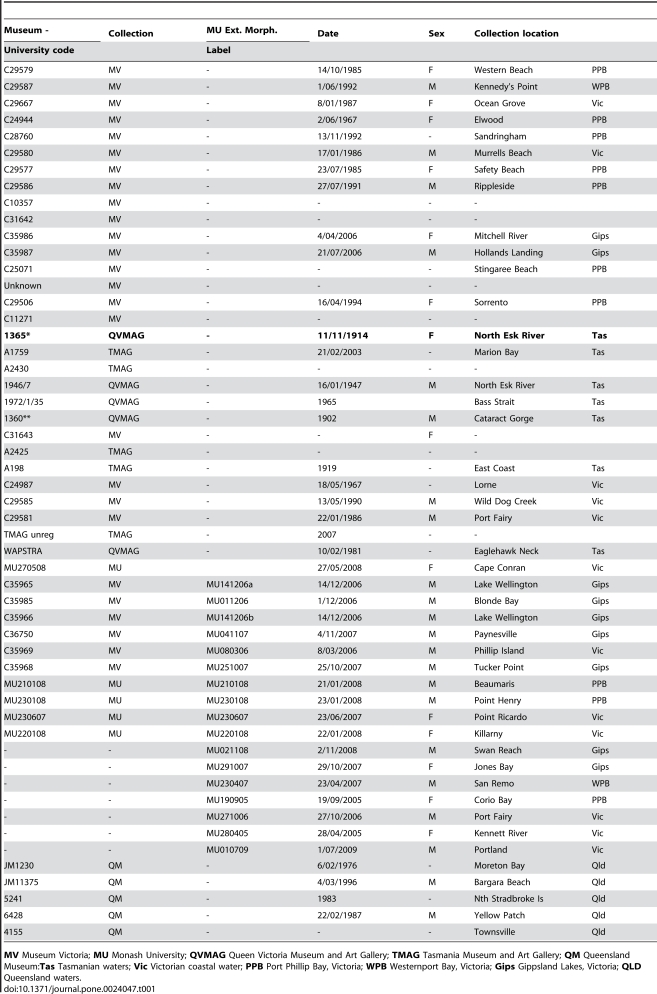 Museum - Collection MU Ext. Morph. Date Sex Collection location
University code Label
C29579 MV - 14/10/1985 F Western Beach PPB
C29587 MV - 1/06/1992 M Kennedy's Point WPB
C29667 MV - 8/01/1987 F Ocean Grove Vic
C24944 MV - 2/06/1967 F Elwood PPB
C28760 MV - 13/11/1992 - Sandringham PPB
C29580 MV - 17/01/1986 M Murrells Beach Vic
C29577 MV - 23/07/1985 F Safety Beach PPB
C29586 MV - 27/07/1991 M Rippleside PPB
C10357 MV - - - -
C31642 MV - - - -
C35986 MV - 4/04/2006 F Mitchell River Gips
C35987 MV - 21/07/2006 M Hollands Landing Gips
C25071 MV - - - Stingaree Beach PPB
Unknown MV - - - -
C29506 MV - 16/04/1994 F Sorrento PPB
C11271 MV - - - -
1365* QVMAG - 11/11/1914 F North Esk River Tas
A1759 TMAG - 21/02/2003 - Marion Bay Tas
A2430 TMAG - - - -
1946/7 QVMAG - 16/01/1947 M North Esk River Tas
1972/1/35 QVMAG - 1965 Bass Strait Tas
1360** QVMAG - 1902 M Cataract Gorge Tas
C31643 MV - - F -
A2425 TMAG - - - -
A198 TMAG - 1919 - East Coast Tas
C24987 MV - 18/05/1967 - Lorne Vic
C29585 MV - 13/05/1990 M Wild Dog Creek Vic
C29581 MV - 22/01/1986 M Port Fairy Vic
TMAG unreg TMAG - 2007 - -
WAPSTRA QVMAG - 10/02/1981 - Eaglehawk Neck Tas
MU270508 MU 27/05/2008 F Cape Conran Vic
C35965 MV MU141206a 14/12/2006 M Lake Wellington Gips
C35985 MV MU011206 1/12/2006 M Blonde Bay Gips
C35966 MV MU141206b 14/12/2006 M Lake Wellington Gips
C36750 MV MU041107 4/11/2007 M Paynesville Gips
C35969 MV MU080306 8/03/2006 M Phillip Island Vic
C35968 MV MU251007 25/10/2007 M Tucker Point Gips
MU210108 MU MU210108 21/01/2008 M Beaumaris PPB
MU230108 MU MU230108 23/01/2008 M Point Henry PPB
MU230607 MU MU230607 23/06/2007 F Point Ricardo Vic
MU220108 MU MU220108 22/01/2008 F Killarny Vic
- - MU021108 2/11/2008 M Swan Reach Gips
- - MU291007 29/10/2007 F Jones Bay Gips
- - MU230407 23/04/2007 M San Remo WPB
- - MU190905 19/09/2005 F Corio Bay PPB
- - MU271006 27/10/2006 M Port Fairy Vic
- - MU280405 28/04/2005 F Kennett River Vic
- - MU010709 1/07/2009 M Portland Vic
JM1230 QM - 6/02/1976 - Moreton Bay Qld
JM11375 QM - 4/03/1996 M Bargara Beach Qld
5241 QM - 1983 - Nth Stradbroke Is Qld
6428 QM - 22/02/1987 M Yellow Patch Qld
4155 QM - - - Townsville Qld
MV Museum Victoria; MU Monash University; QVMAG Queen Victoria Museum and Art Gallery; TMAG Tasmania Museum and Art Gallery; QM Queensland
Museum:Tas Tasmanian waters; Vic Victorian coastal water; PPB Port Phillip Bay, Victoria; WPB Westernport Bay, Victoria; Gips Gippsland Lakes, Victoria; QLD
Queensland waters.
doi:10.1371/journal.pone.0024047.t001